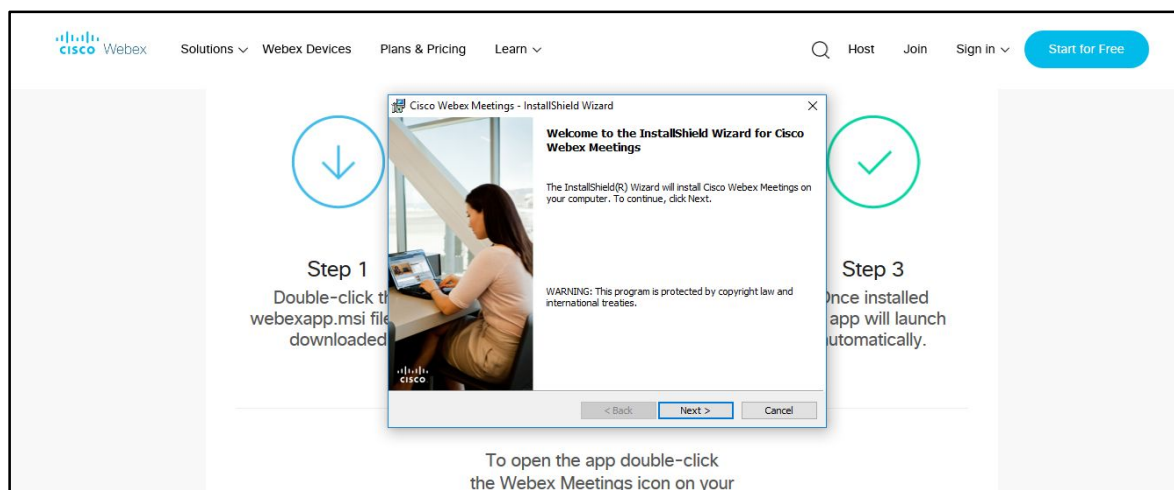 CISCO Webex Solutions Webex Devices Plans & Pricing Learn Host Join Sign in Start for Free
Cisco Webex Meetings - InstallShield Wizard
Welcome to the InstallShield Wizard for Cisco
Webex Meetings
The InstallShield(R) Wizard will install Cisco Webex Meetings on
your computer. To continue, click Next.
WARNING: This program is protected by copyright law and
international treaties.
CISCO
< Back Next > Cancel
Step 1
Double-click
webexapp.msi file
downloaded
Step 3
installed
app will launch
automatically.
To open the app double-click
the Webex Meetings icon on your